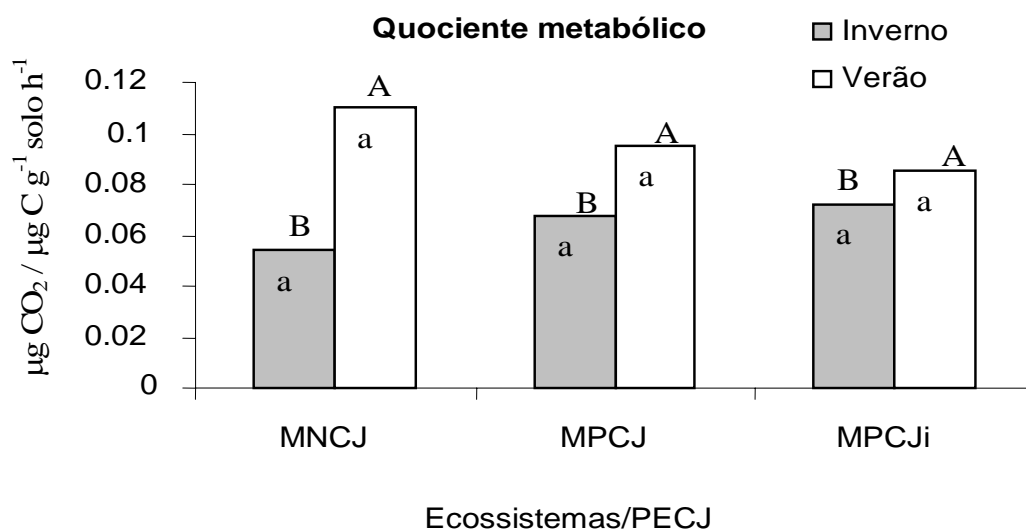 Quociente metabólico
Inverno
Verão
µg CO₂ / µg C g⁻¹ solo h⁻¹
0.12
0.1
0.08
0.06
0.04
0.02
0
B
a
A
a
B
a
A
a
B
a
A
a
MNCJ MPCJ MPCJi
Ecossistemas/PECJ